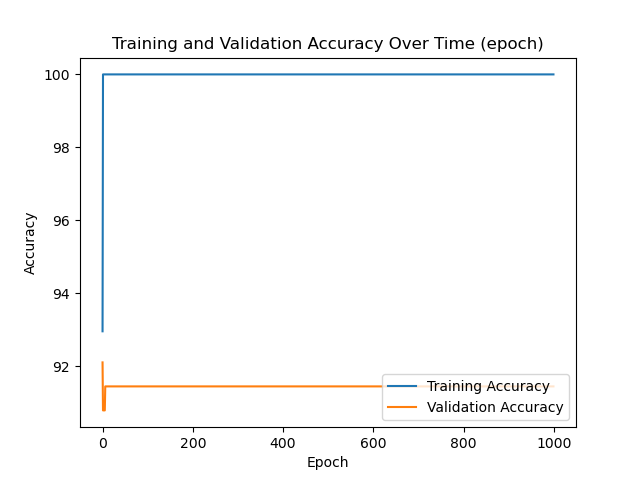 Training and Validation Accuracy Over Time (epoch)
100
98
96
94
92
Accuracy
0 200 400 600 800 1000
Epoch
Training Accuracy
Validation Accuracy